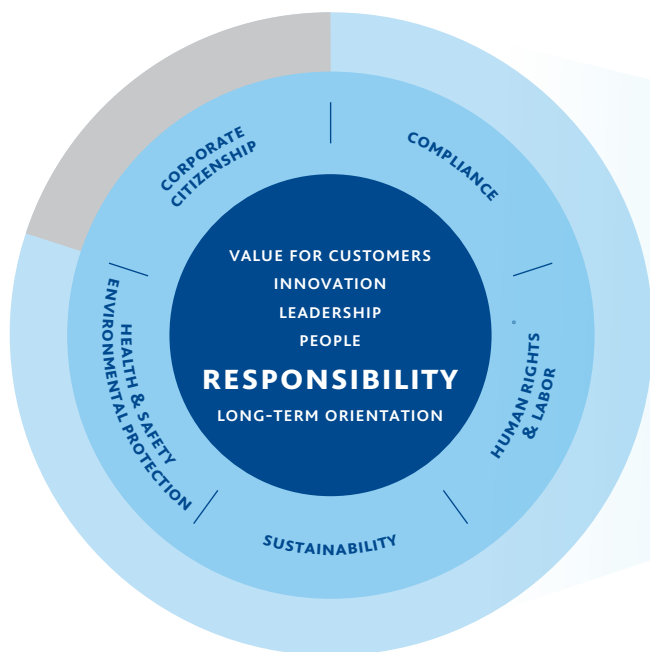 CORPORATE
CITIZENSHIP
COMPLIANCE
VALUE FOR CUSTOMERS
INNOVATION
LEADERSHIP
PEOPLE
RESPONSIBILITY
LONG-TERM ORIENTATION
HEALTH & SAFETY
ENVIRONMENTAL PROTECTION
HUMAN RIGHTS
& LABOR
SUSTAINABILITY